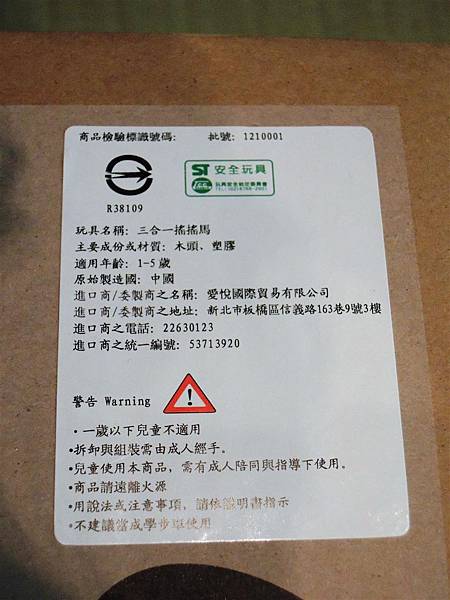 商品檢驗標識號碼: 批號: 1210001
R38109
ST 安全玩具
玩具安全鑑定委員會
玩具名稱: 三合一搖搖馬
主要成份或材質: 木頭、塑膠
適用年齡: 1-5歲
原始製造國: 中國
進口商/委製商之名稱: 愛悅國際貿易有限公司
進口商/委製商之地址: 新北市板橋區信義路163巷9號3樓
進口商之電話: 22630123
進口商之統一編號: 53713920
警告 Warning
•一歲以下兒童不適用
•拆卸與組裝需由成人經手。
•兒童使用本商品，需有成人陪同與指導下使用。
•商品請遠離火源
•用說法或注意事項，請依說明書指示
•不建議當成學步車使用